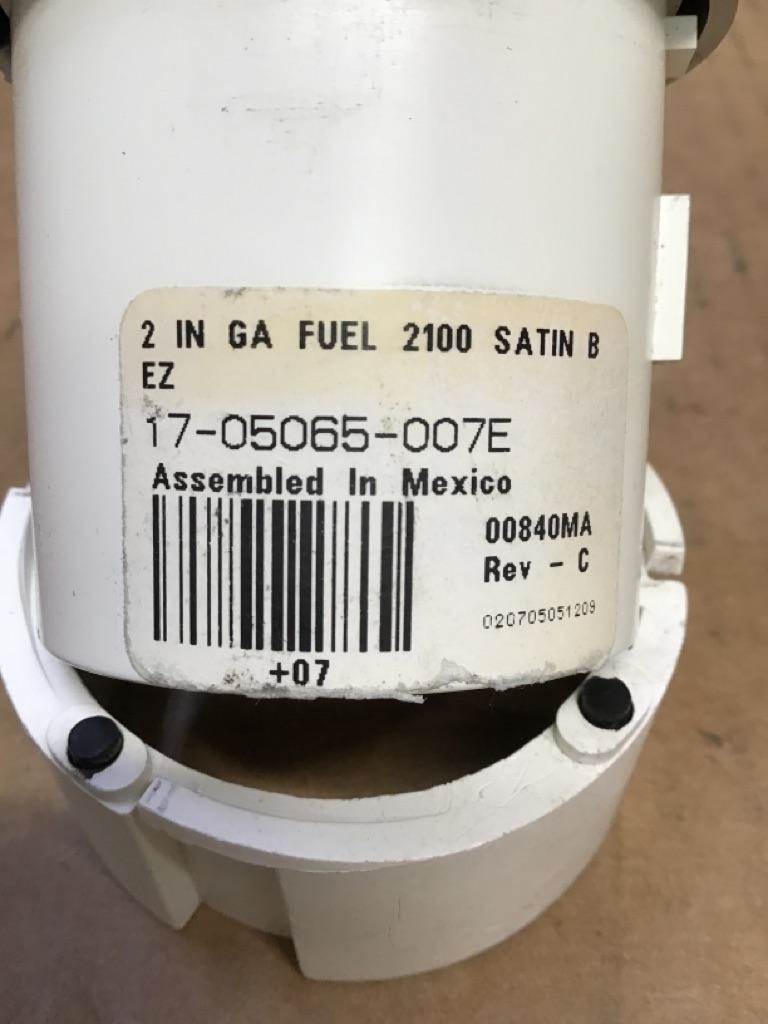 2 IN GA FUEL 2100 SATIN B
EZ
17-05065-007E
Assembled In Mexico
00840MA
Rev - C
020705051209
+07